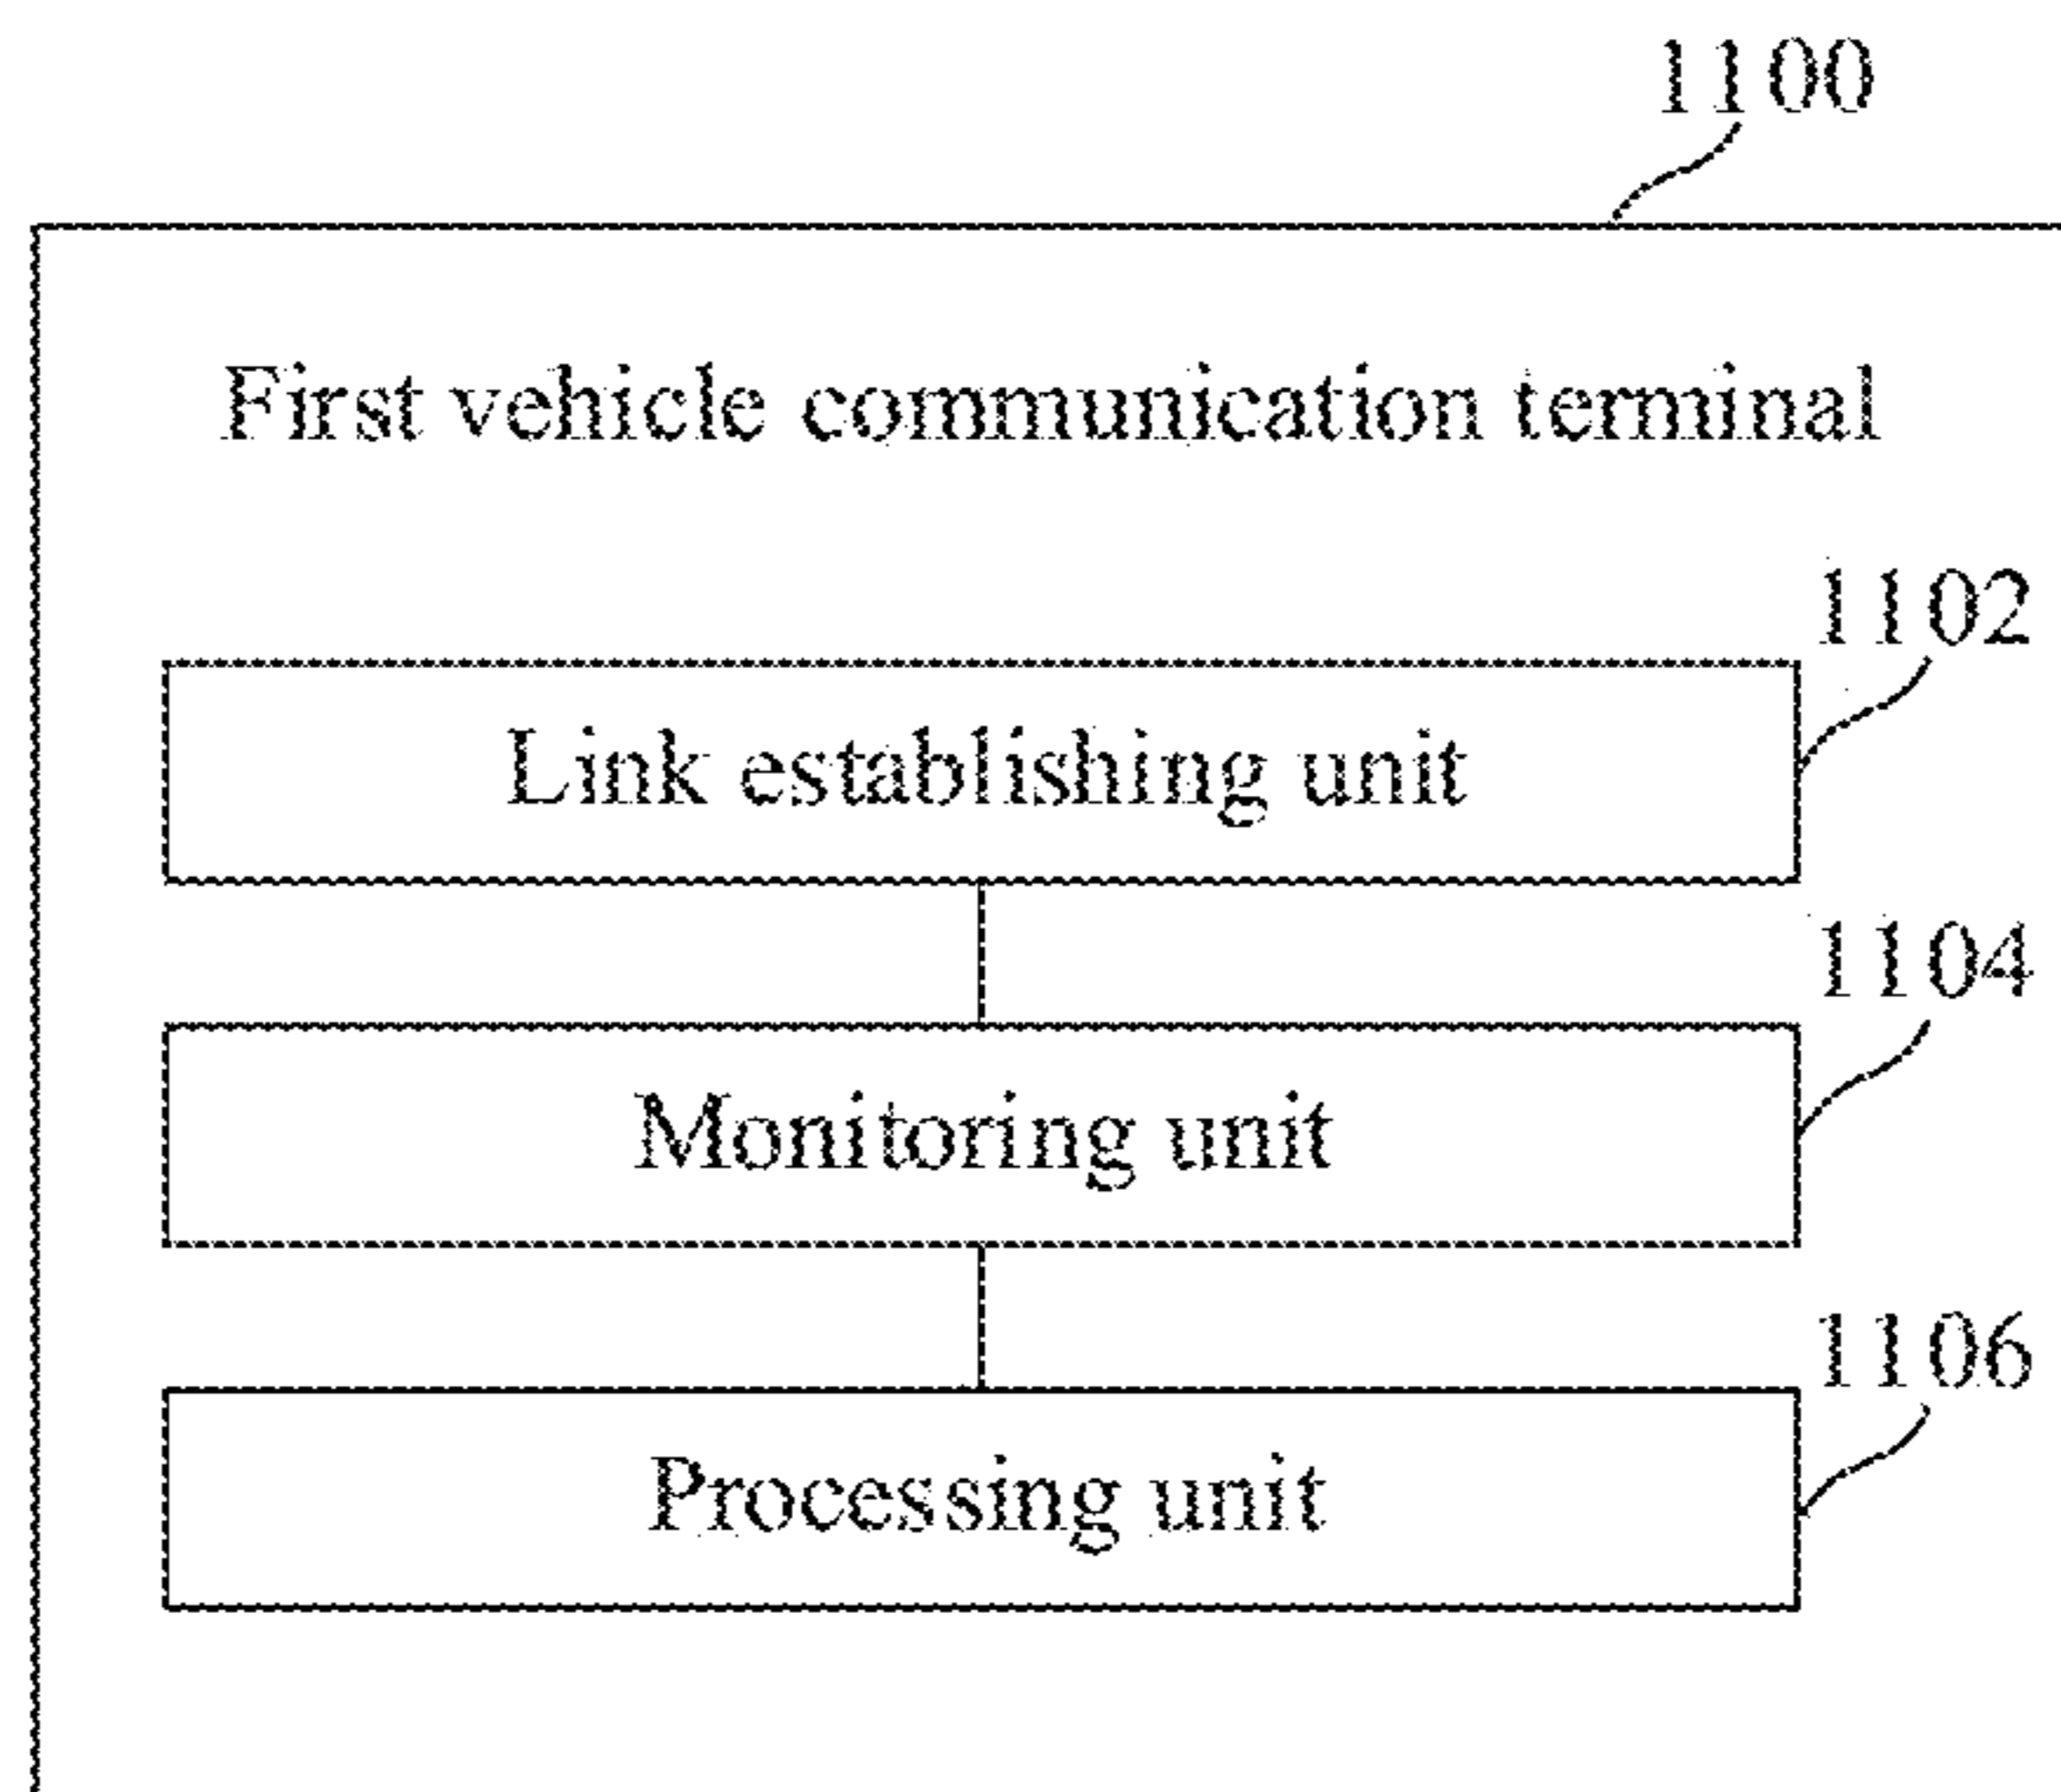 1100
First vehicle communication terminal
1102
Link establishing unit
1104
Monitoring unit
1106
Processing unit